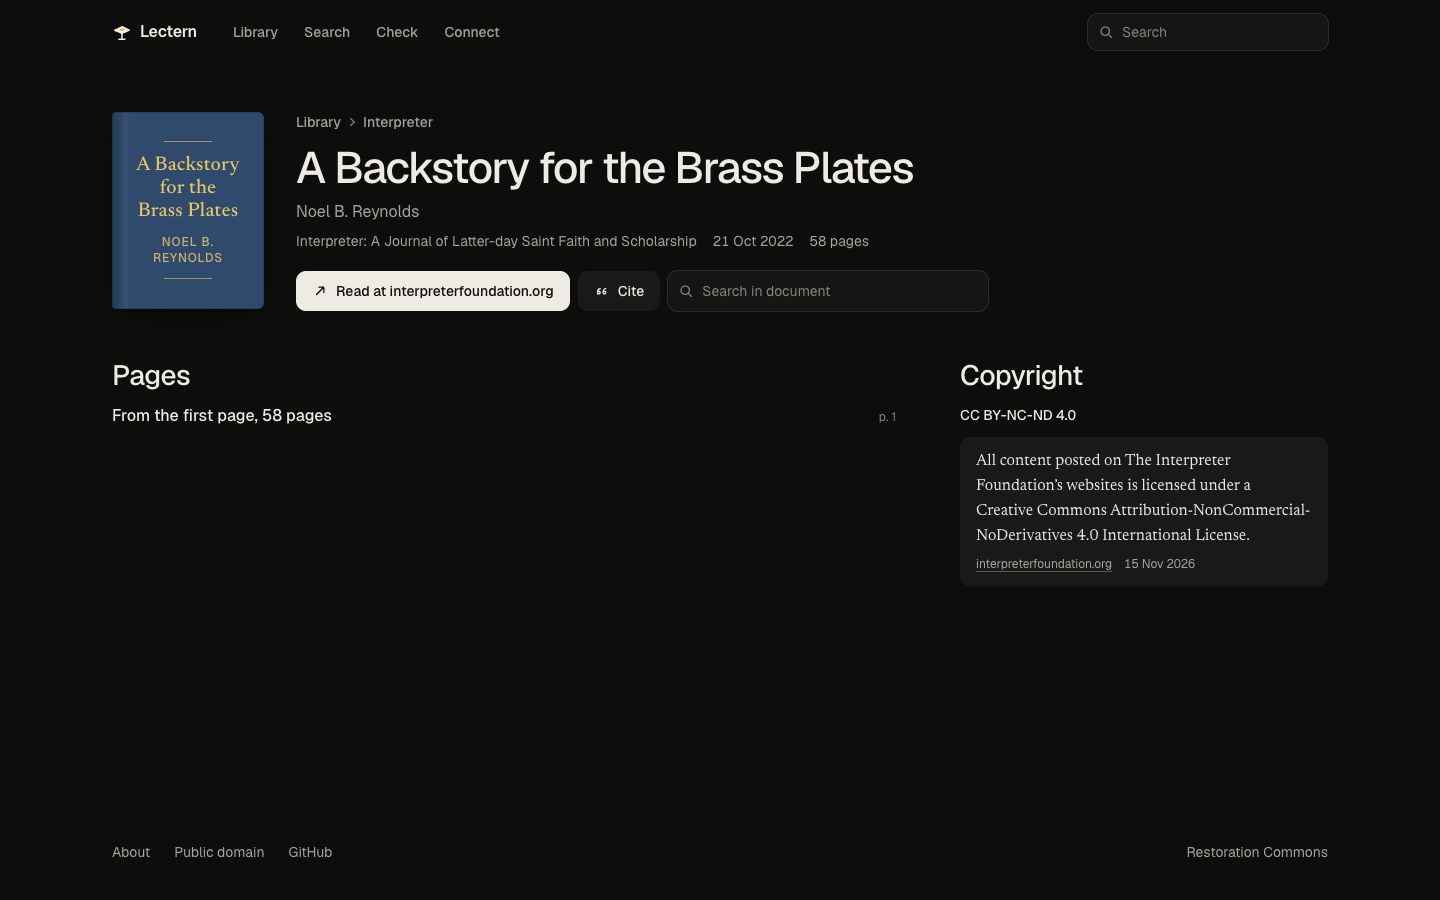 Lectern
Library
Search
Check
Connect
Search
A Backstory
for the
Brass Plates
NOEL B.
REYNOLDS
Library > Interpreter
A Backstory for the Brass Plates
Noel B. Reynolds
Interpreter: A Journal of Latter-day Saint Faith and Scholarship 21 Oct 2022 58 pages
Read at interpreterfoundation.org
Cite
Search in document
Pages
From the first page, 58 pages p. 1
Copyright
CC BY-NC-ND 4.0
All content posted on The Interpreter
Foundation’s websites is licensed under a
Creative Commons Attribution-NonCommercial-
NoDerivatives 4.0 International License.
interpreterfoundation.org 15 Nov 2026
About
Public domain
GitHub
Restoration Commons